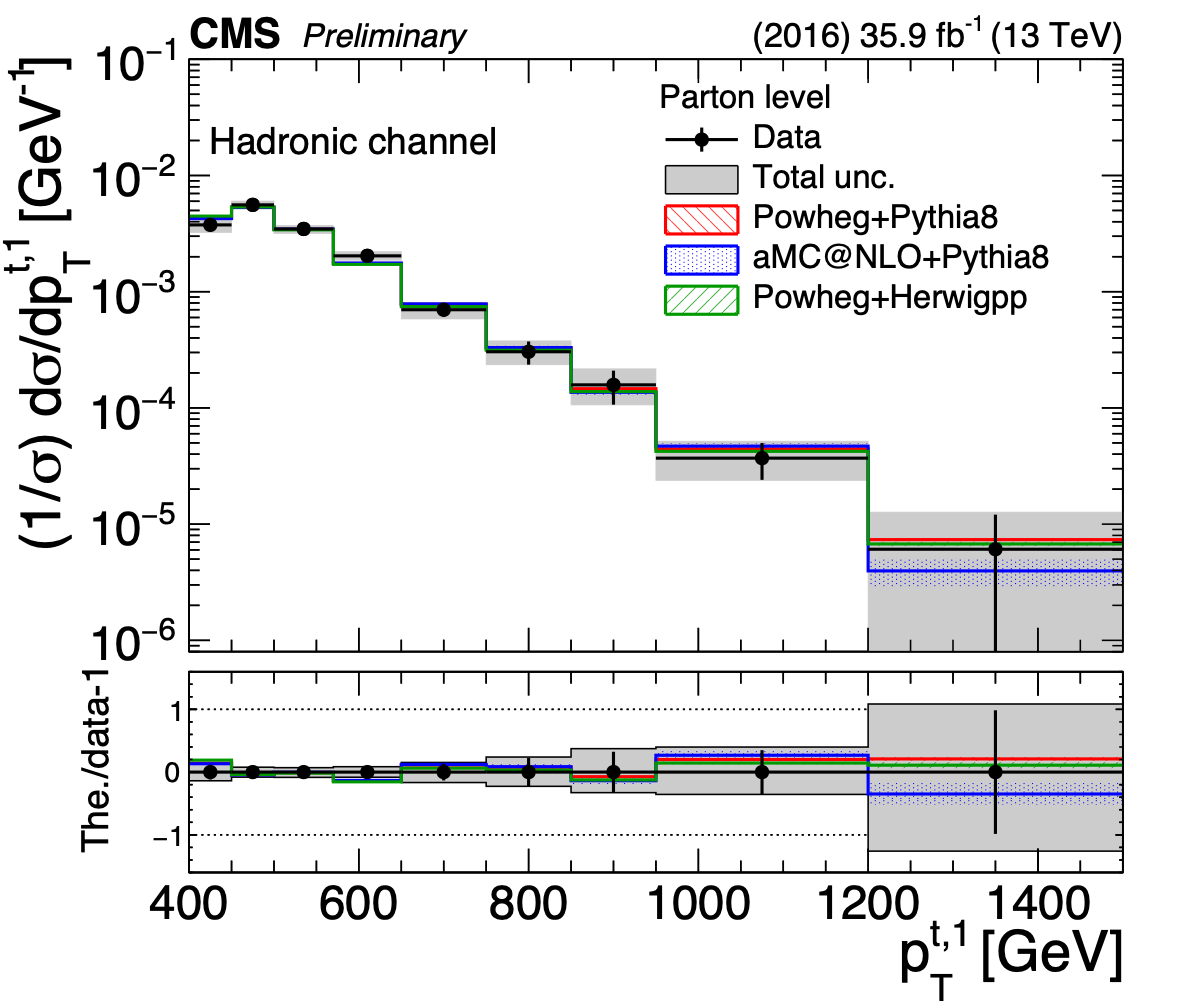 CMS Preliminary (2016) 35.9 fb⁻¹ (13 TeV)
(1/σ) dσ/dp_T^{t,1} [GeV⁻¹]
10⁻¹
10⁻²
10⁻³
10⁻⁴
10⁻⁵
10⁻⁶
Hadronic channel
Parton level
Data
Total unc.
Powheg+Pythia8
aMC@NLO+Pythia8
Powheg+Herwigpp
The./data-1
1
0
−1
400 600 800 1000 1200 1400
p_T^{t,1} [GeV]